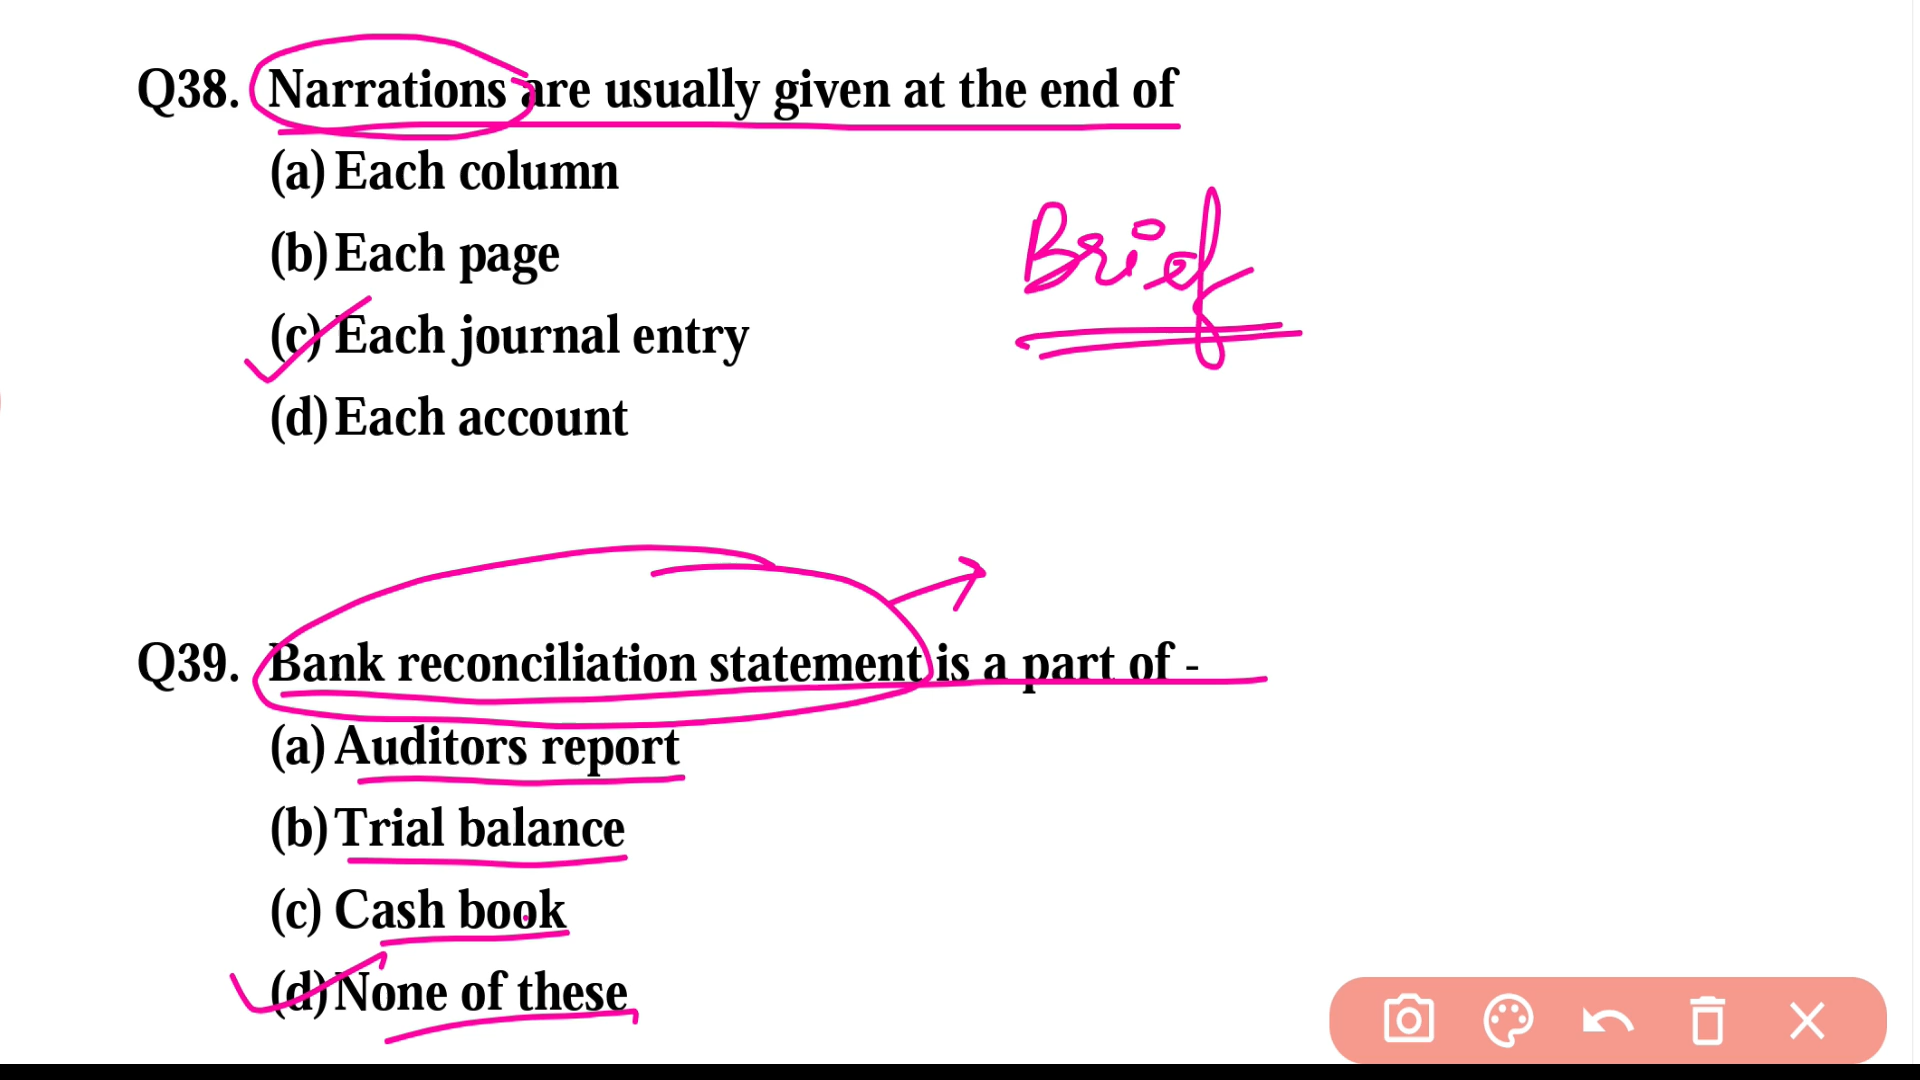 Q38. Narrations are usually given at the end of
(a) Each column
(b) Each page
Brief
(c) Each journal entry
(d) Each account
Q39. Bank reconciliation statement is a part of -
(a) Auditors report
(b) Trial balance
(c) Cash book
(d) None of these